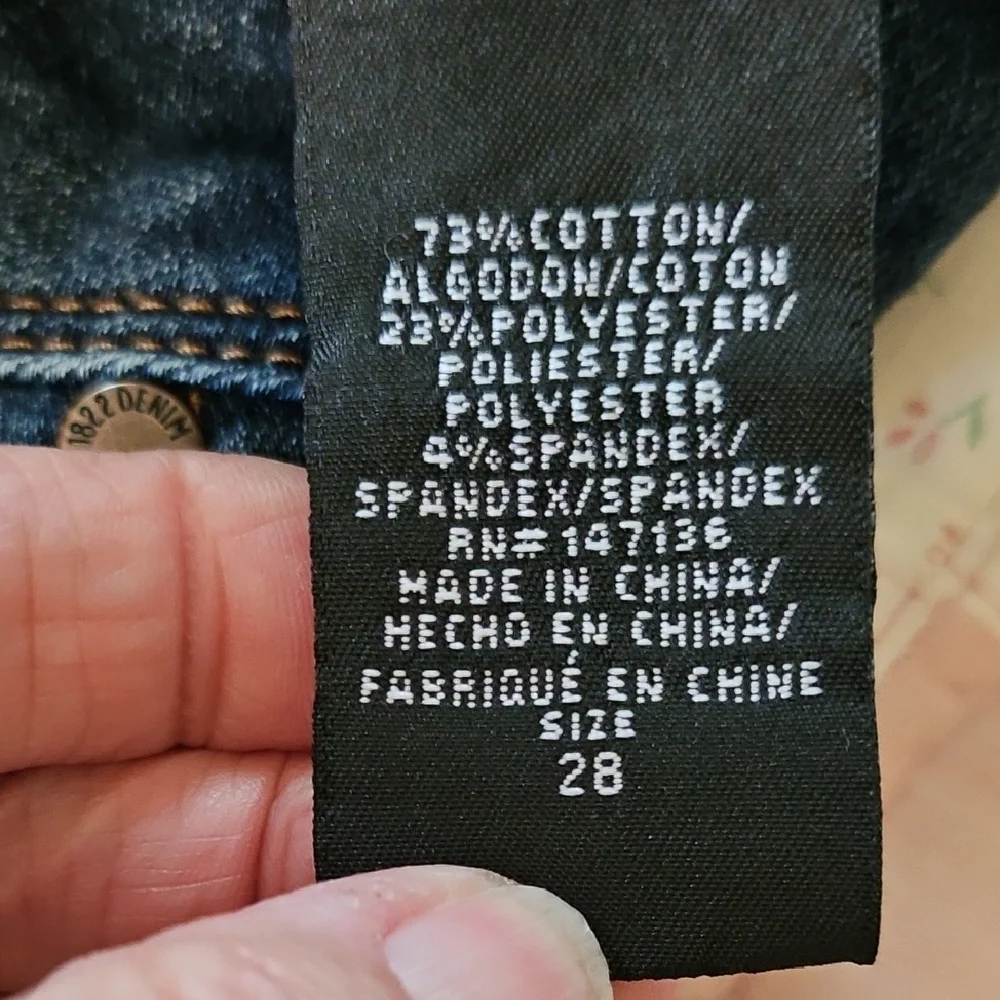 73%COTTON/
ALGODON/COTON
23%POLYESTER/
POLIESTER/
POLYESTER
4%SPANDEX/
SPANDEX/SPANDEX
RN#147136
MADE IN CHINA/
HECHO EN CHINA/
FABRIQUÉ EN CHINE
SIZE
28
1822 DENIM